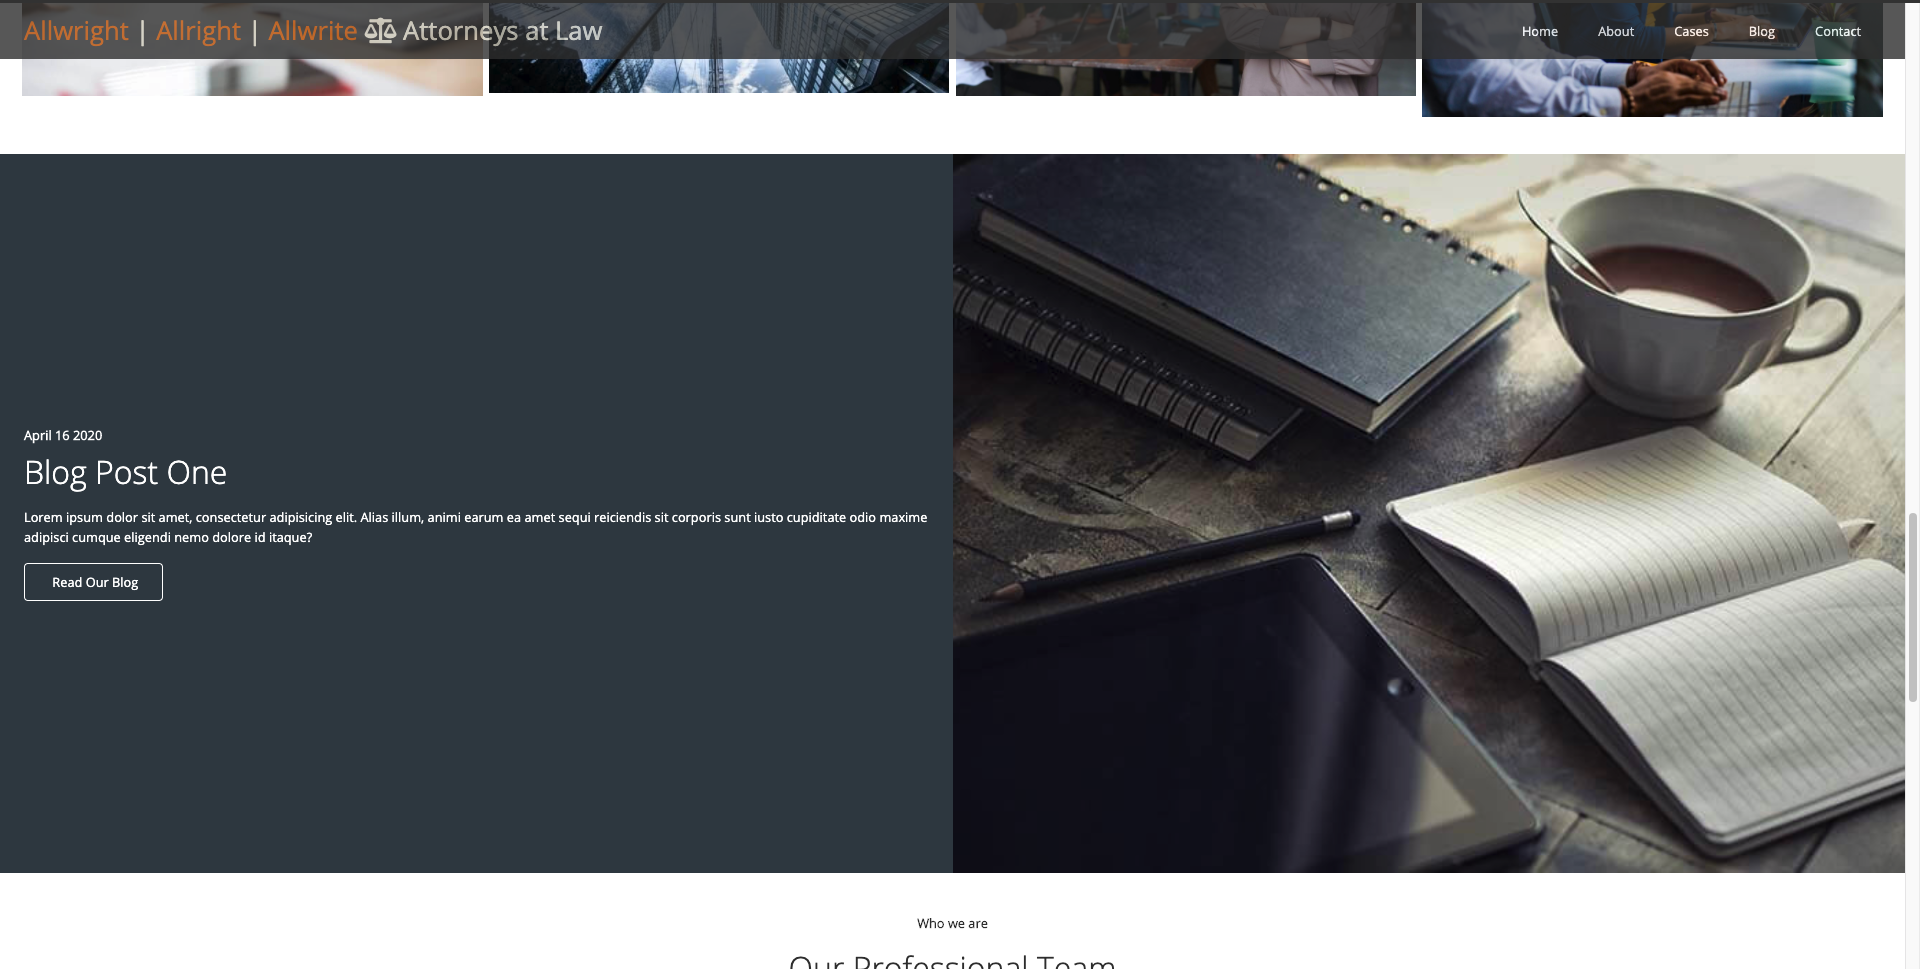 Allwright | Allright | Allwrite Attorneys at Law
Home About Cases Blog Contact
April 16 2020
Blog Post One
Lorem ipsum dolor sit amet, consectetur adipisicing elit. Alias illum, animi earum ea amet sequi reiciendis sit corporis sunt iusto cupiditate odio maxime
adipisci cumque eligendi nemo dolore id itaque?
Read Our Blog
Who we are
Our Professional Team